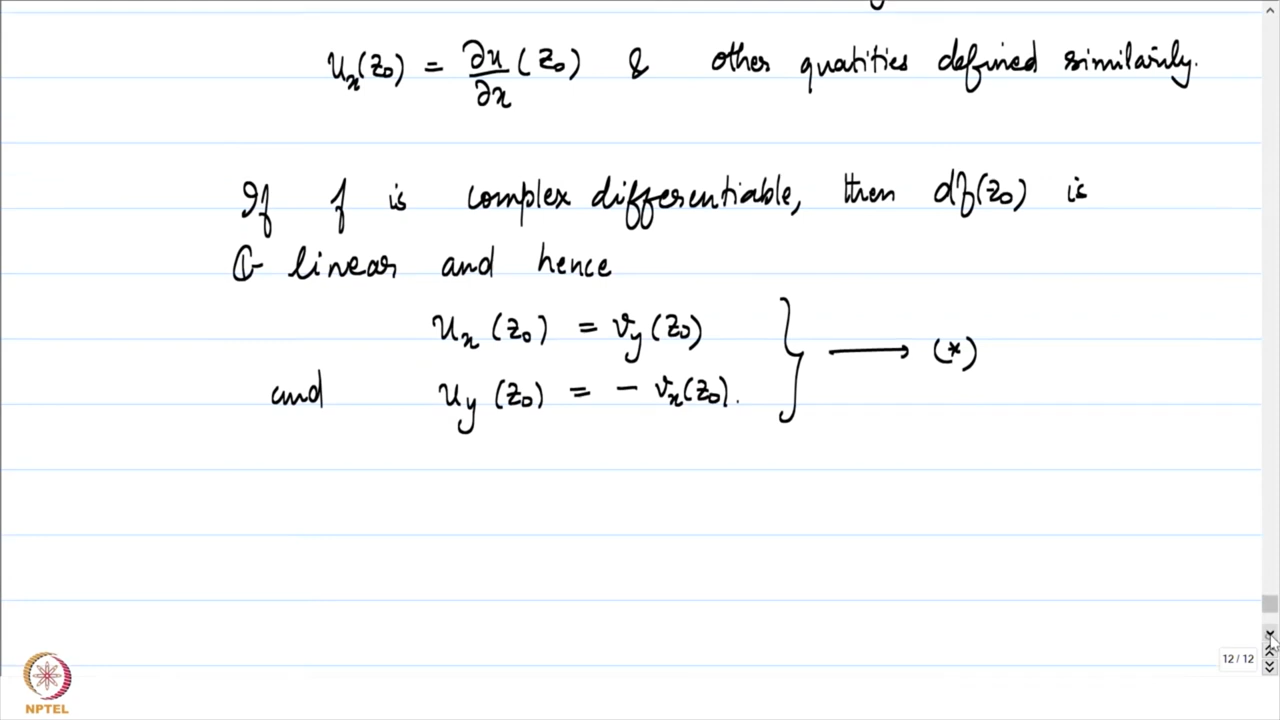 u_x(z_0) = ∂u/∂x (z_0) & other quatities defined similarily.
If f is complex differentiable, then df(z_0) is
ℂ- linear and hence
u_x (z_0) = v_y (z_0)
and u_y (z_0) = - v_x(z_0). } ⟶ (*)
12 / 12
NPTEL